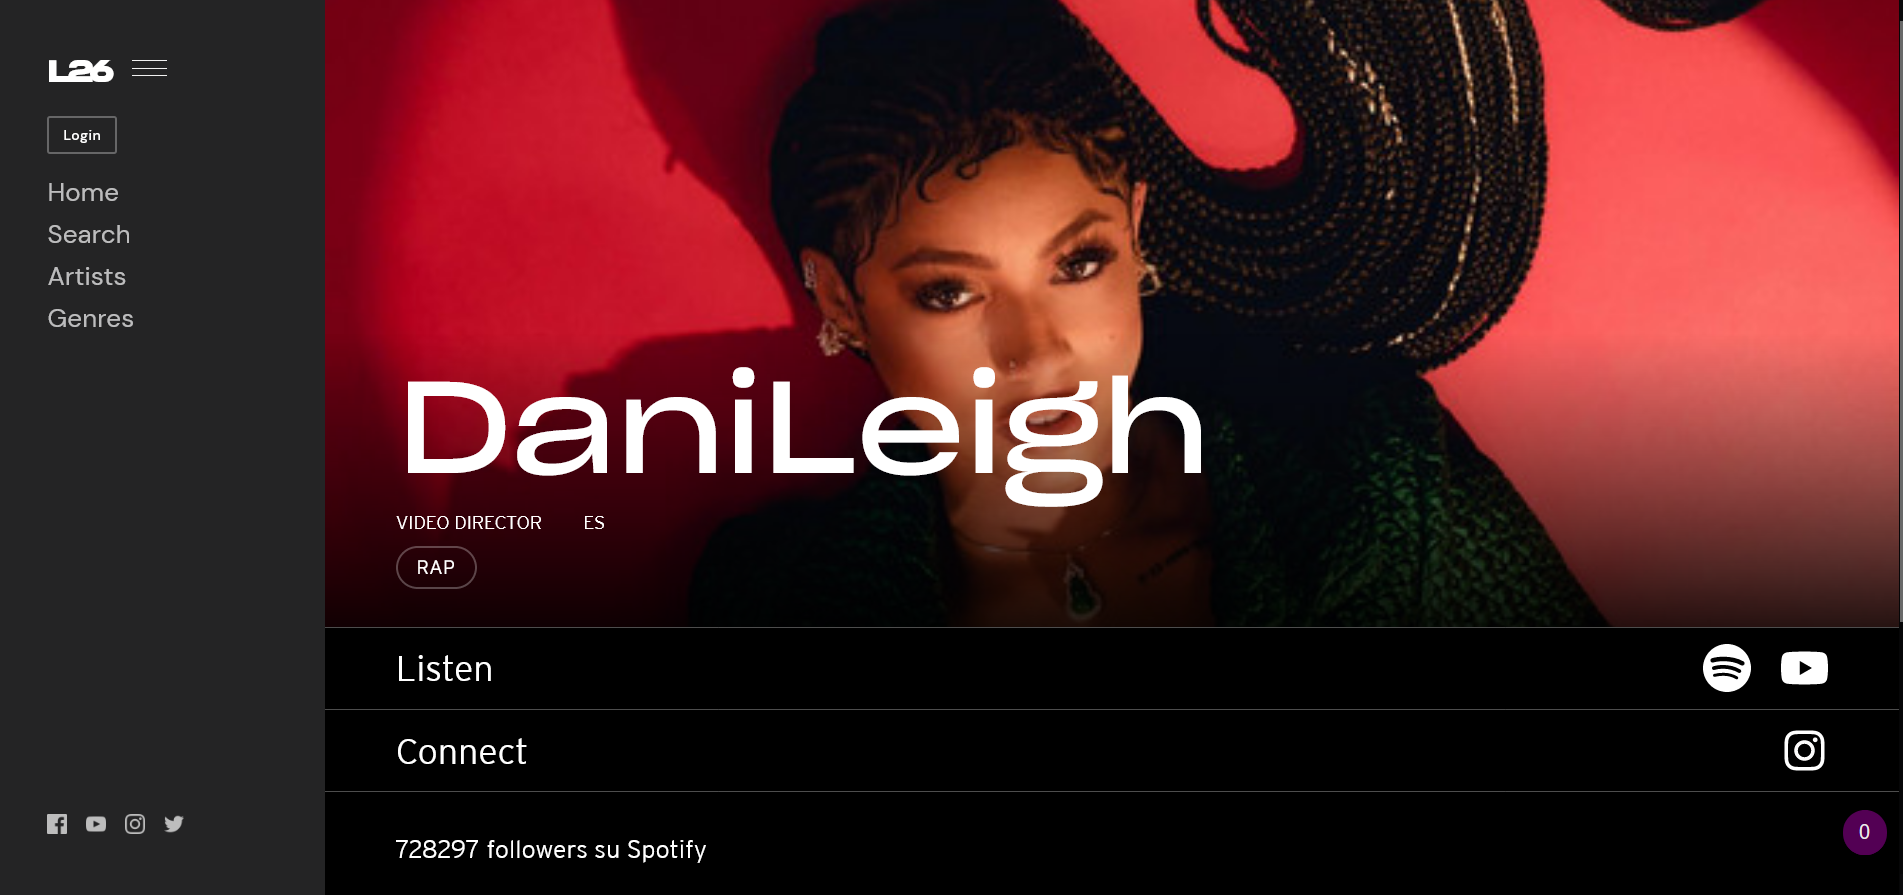 L26
Login
Home
Search
Artists
Genres
DaniLeigh
VIDEO DIRECTOR ES
RAP
Listen
Connect
728297 followers su Spotify
0